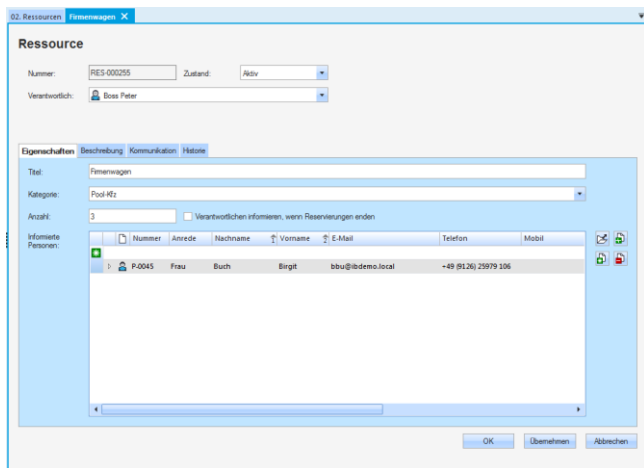 02. Ressourcen Firmenwagen X
Ressource
Nummer: RES-000255 Zustand: Aktiv
Verantwortlich: Boss Peter
Eigenschaften Beschreibung Kommunikation Historie
Titel: Firmenwagen
Kategorie: Pool-Kfz
Anzahl: 3 Verantwortlichen informieren, wenn Reservierungen enden
Informierte Personen:
Nummer Anrede Nachname Vorname E-Mail Telefon Mobil
P-0045 Frau Buch Birgit bbu@ibdemo.local +49 (9126) 25979 106
OK Übernehmen Abbrechen